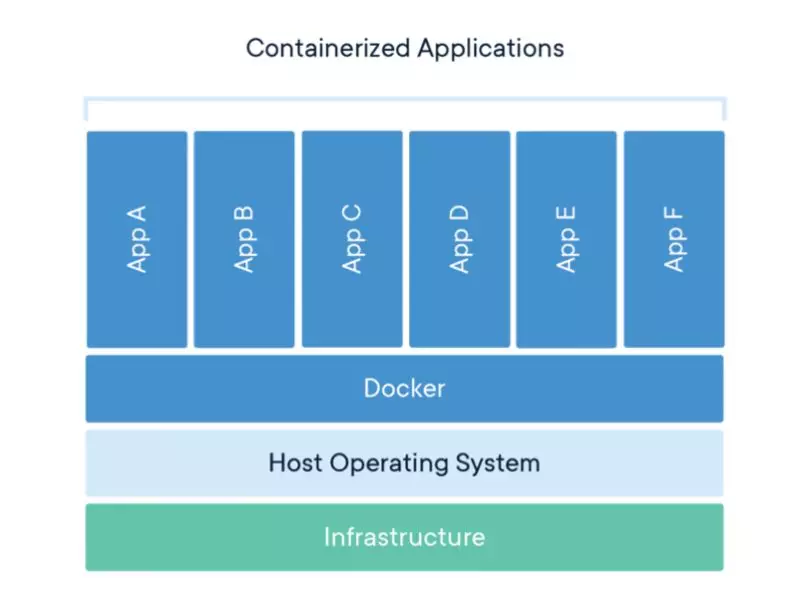 Containerized Applications
App A
App B
App C
App D
App E
App F
Docker
Host Operating System
Infrastructure